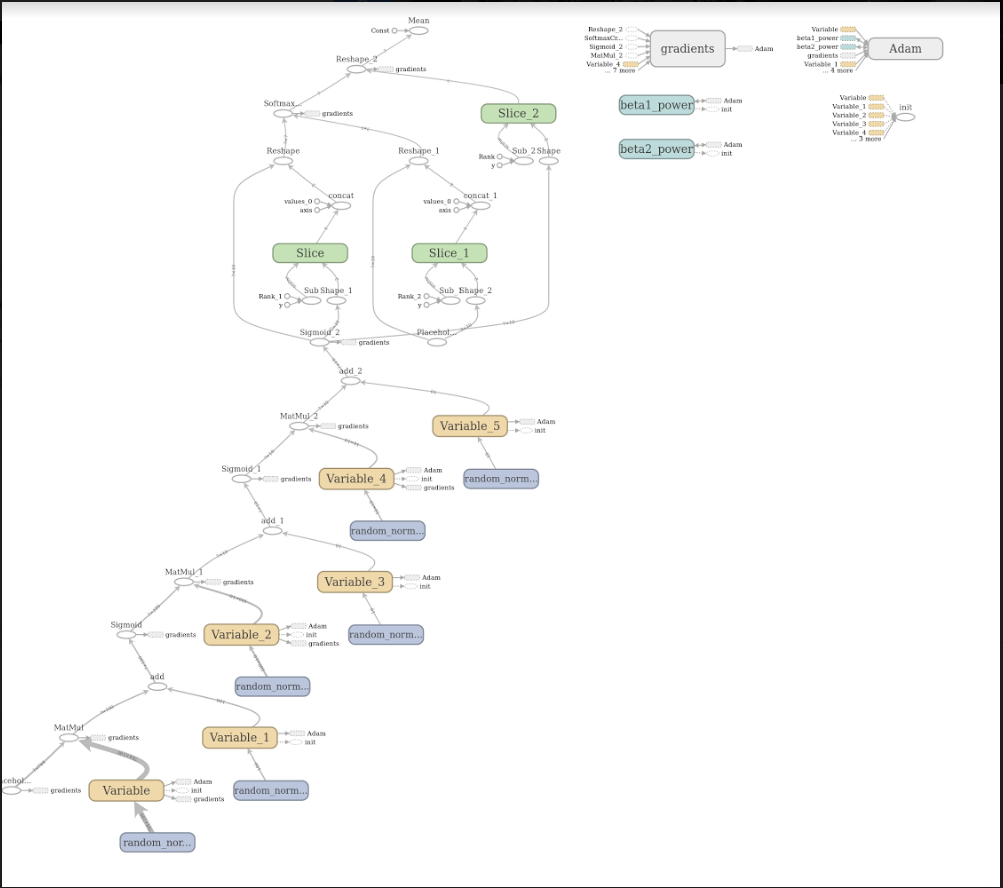 Mean
Const
Reshape_2
gradients
Softmax...
gradients
Slice_2
Reshape
Reshape_1
Rank
y
Sub_2
Shape
concat
values_0
axis
concat_1
values_0
axis
Slice
Slice_1
Rank_1
y
Sub
Shape_1
Rank_2
y
Sub_1
Shape_2
Sigmoid_2
gradients
Placehol...
add_2
MatMul_2
gradients
Variable_5
Adam
init
Sigmoid_1
gradients
Variable_4
Adam
init
gradients
random_norm...
add_1
random_norm...
MatMul_1
gradients
Variable_3
Adam
init
Sigmoid
gradients
Variable_2
Adam
init
gradients
random_norm...
add
random_norm...
MatMul
gradients
Variable_1
Adam
init
acehol...
gradients
Variable
Adam
init
gradients
random_norm...
random_nor...
Reshape_2
SoftmaxCr...
Sigmoid_2
MatMul_2
Variable_4
... 7 more
gradients
Adam
Variable
beta1_power
beta2_power
gradients
Variable_1
... 4 more
Adam
beta1_power
Adam
init
beta2_power
Adam
init
Variable
Variable_1
Variable_2
Variable_3
Variable_4
... 3 more
init